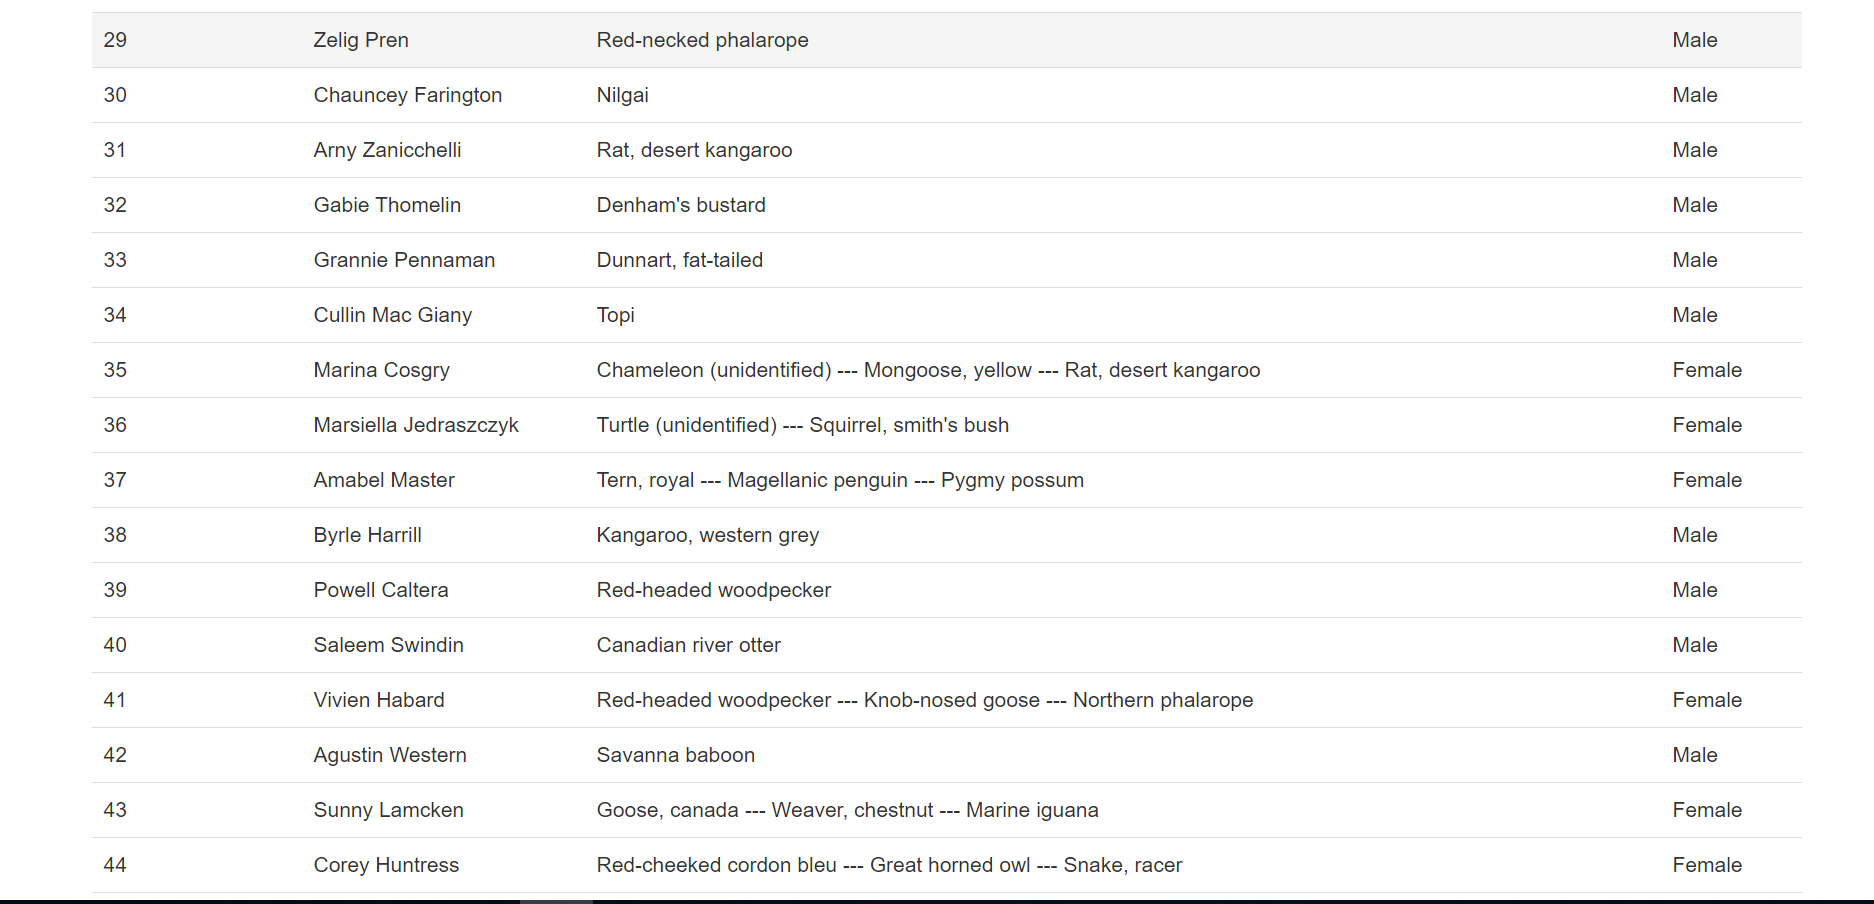 29 Zelig Pren Red-necked phalarope Male
30 Chauncey Farington Nilgai Male
31 Arny Zanicchelli Rat, desert kangaroo Male
32 Gabie Thomelin Denham's bustard Male
33 Grannie Pennaman Dunnart, fat-tailed Male
34 Cullin Mac Giany Topi Male
35 Marina Cosgry Chameleon (unidentified) --- Mongoose, yellow --- Rat, desert kangaroo Female
36 Marsiella Jedraszczyk Turtle (unidentified) --- Squirrel, smith's bush Female
37 Amabel Master Tern, royal --- Magellanic penguin --- Pygmy possum Female
38 Byrle Harrill Kangaroo, western grey Male
39 Powell Caltera Red-headed woodpecker Male
40 Saleem Swindin Canadian river otter Male
41 Vivien Habard Red-headed woodpecker --- Knob-nosed goose --- Northern phalarope Female
42 Agustin Western Savanna baboon Male
43 Sunny Lamcken Goose, canada --- Weaver, chestnut --- Marine iguana Female
44 Corey Huntress Red-cheeked cordon bleu --- Great horned owl --- Snake, racer Female